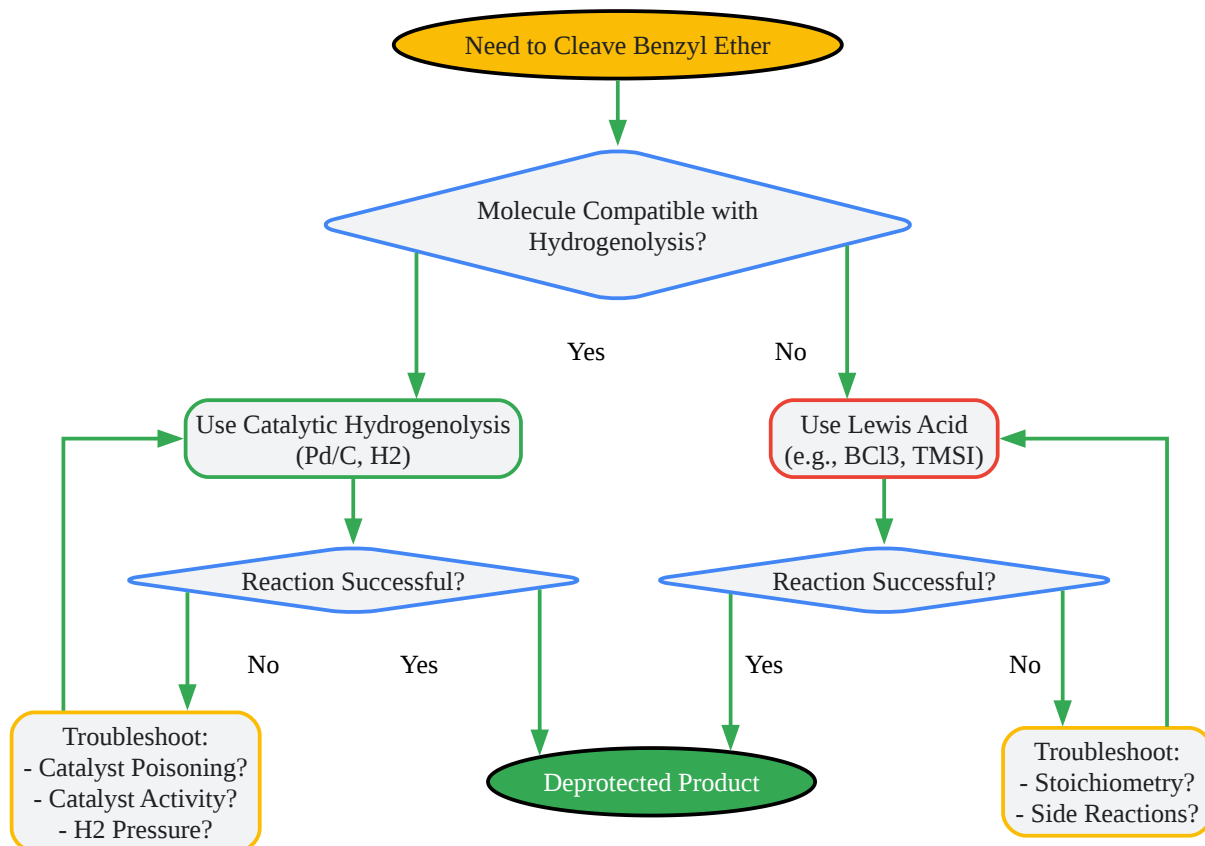 Need to Cleave Benzyl Ether
Molecule Compatible with
Hydrogenolysis?
Yes
No
Use Catalytic Hydrogenolysis
(Pd/C, H2)
Use Lewis Acid
(e.g., BCl3, TMSI)
Reaction Successful?
Reaction Successful?
No
Yes
Yes
No
Troubleshoot:
- Catalyst Poisoning?
- Catalyst Activity?
- H2 Pressure?
Deprotected Product
Troubleshoot:
- Stoichiometry?
- Side Reactions?